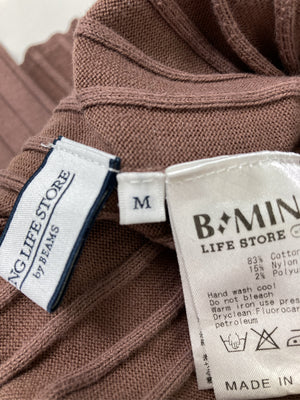 NG LIFE STORE
by BEAMS
M
B♦MIN
LIFE STORE
83% Cotton
15% Nylon
2% Polyu
Hand wash cool
Do not bleach
Warm iron use pres
Dryclean Fluorocar
petroleum
MADE IN